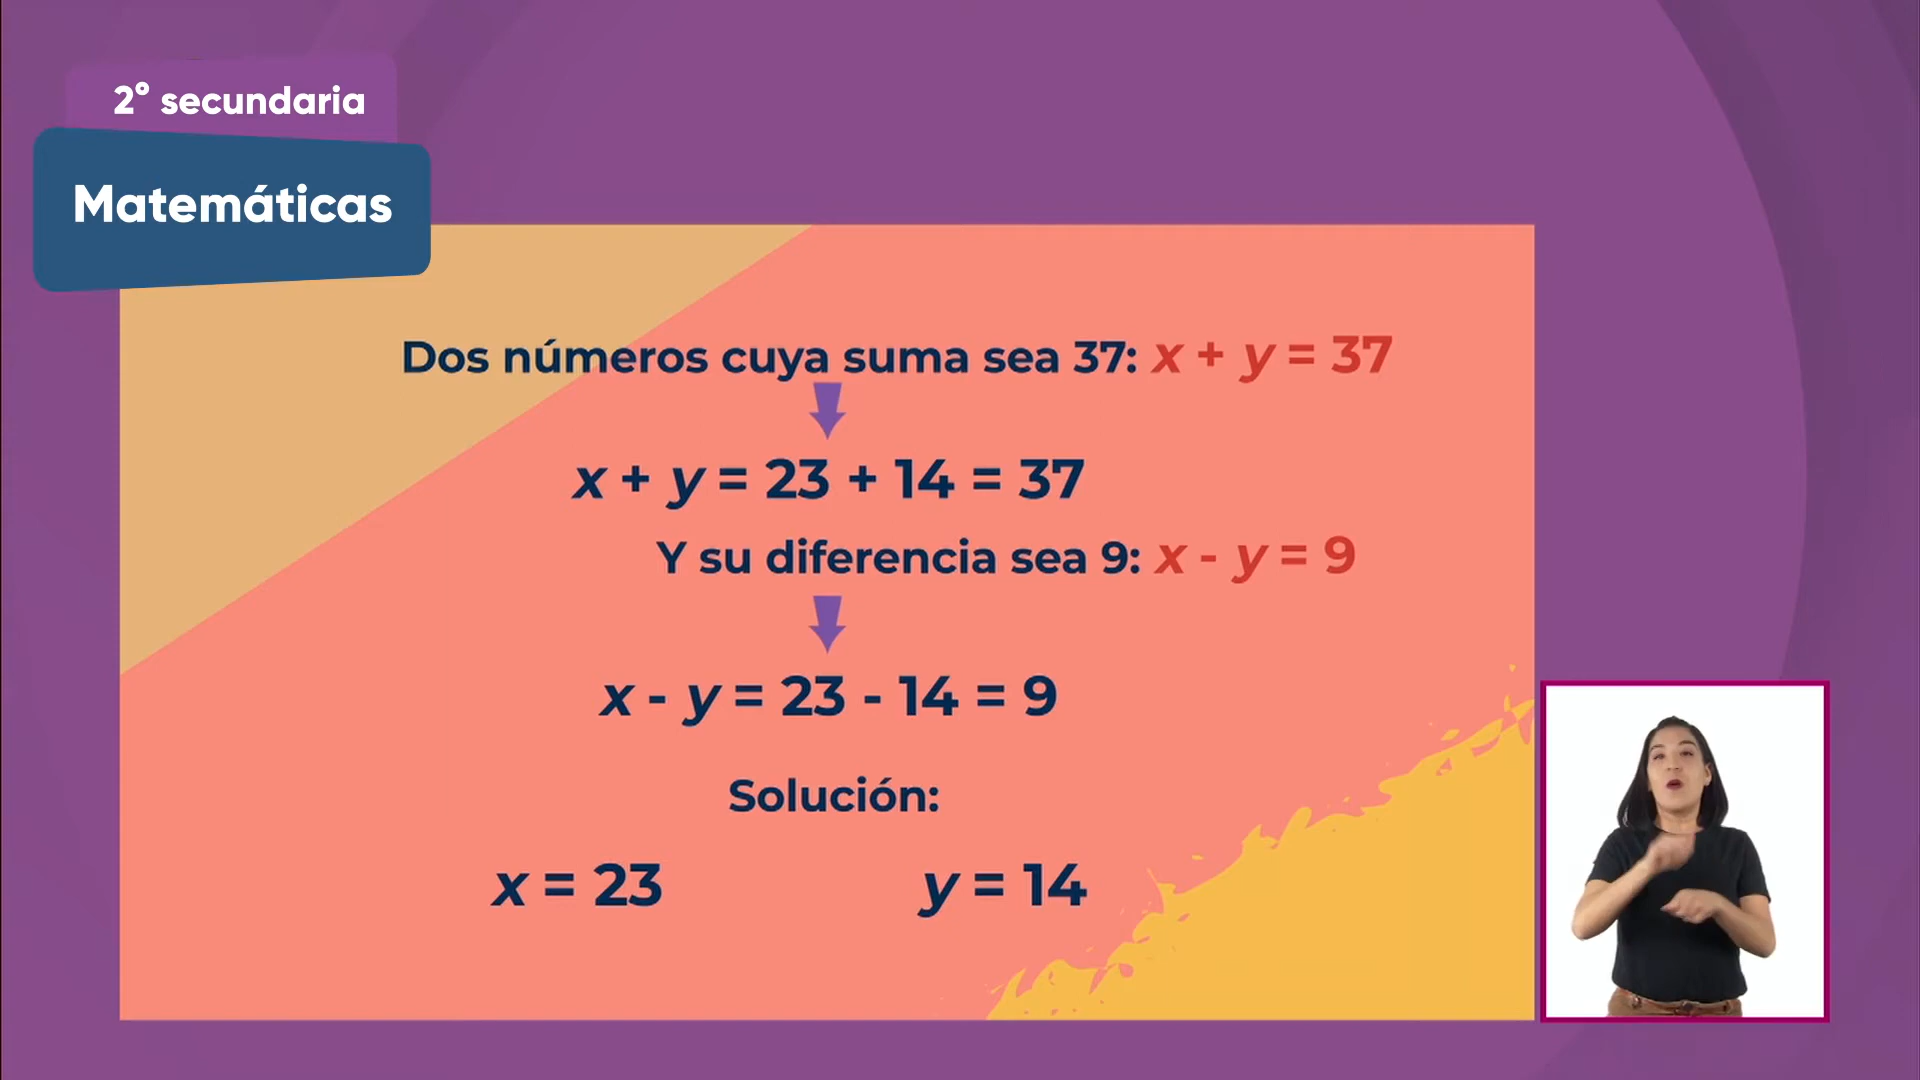 2° secundaria
Matemáticas
Dos números cuya suma sea 37: x + y = 37
x + y = 23 + 14 = 37
Y su diferencia sea 9: x - y = 9
x - y = 23 - 14 = 9
Solución:
x = 23 y = 14